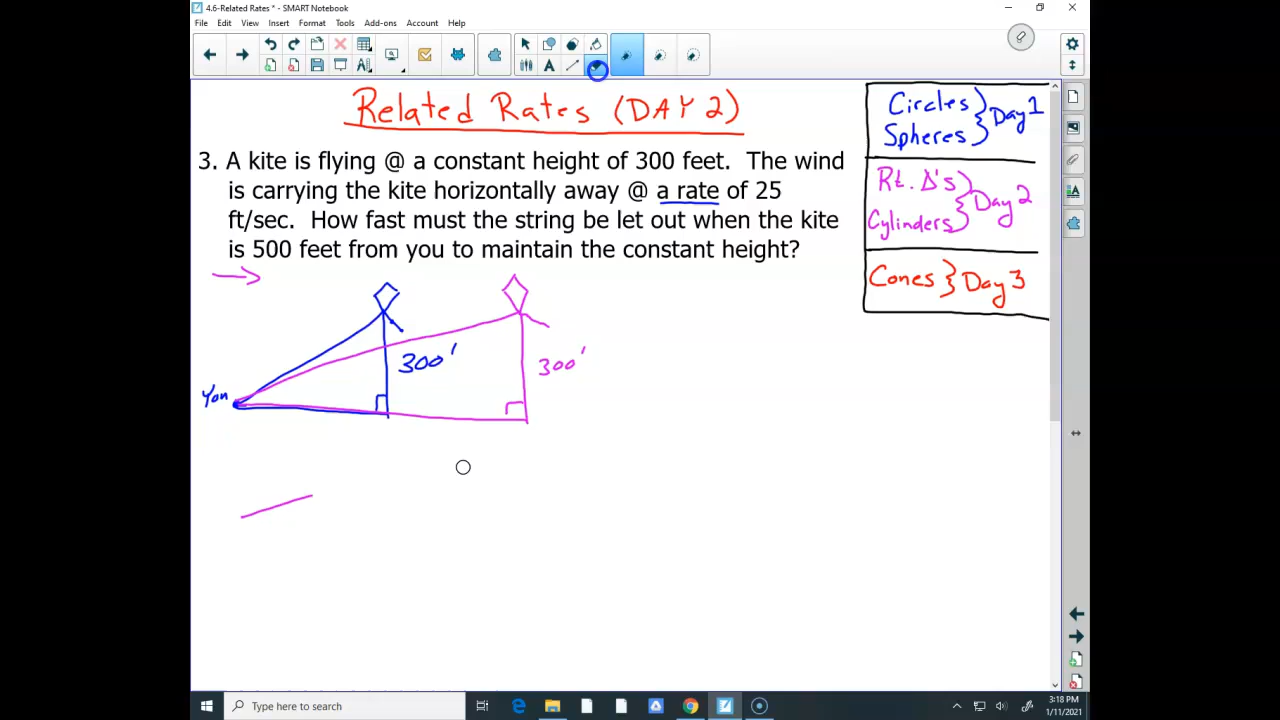 4.6-Related Rates * - SMART Notebook
File Edit View Insert Format Tools Add-ons Account Help
Related Rates (DAY 2)
3. A kite is flying @ a constant height of 300 feet. The wind
is carrying the kite horizontally away @ a rate of 25
ft/sec. How fast must the string be let out when the kite
is 500 feet from you to maintain the constant height?
Circles
Spheres } Day 1
Rt. Δ's
Cylinders } Day 2
Cones } Day 3
300'
300'
You
Type here to search
3:18 PM
1/11/2021